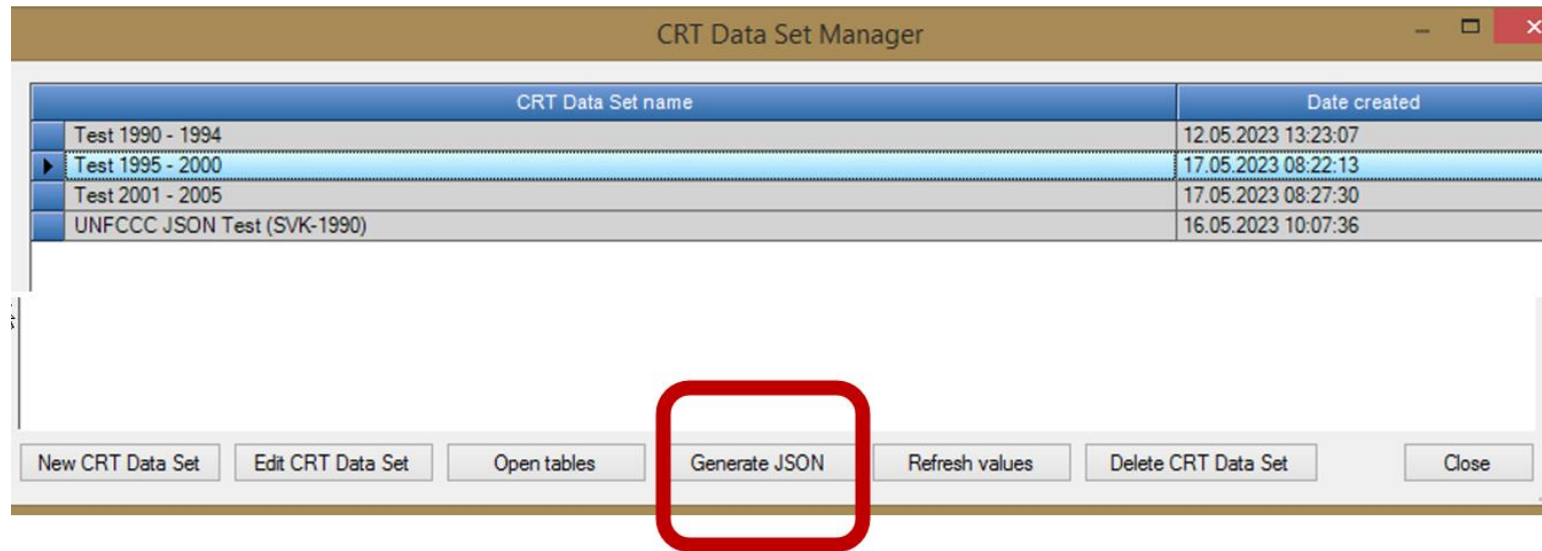 CRT Data Set Manager
CRT Data Set name Date created
Test 1990 - 1994 12.05.2023 13:23:07
Test 1995 - 2000 17.05.2023 08:22:13
Test 2001 - 2005 17.05.2023 08:27:30
UNFCCC JSON Test (SVK-1990) 16.05.2023 10:07:36
New CRT Data Set Edit CRT Data Set Open tables Generate JSON Refresh values Delete CRT Data Set Close